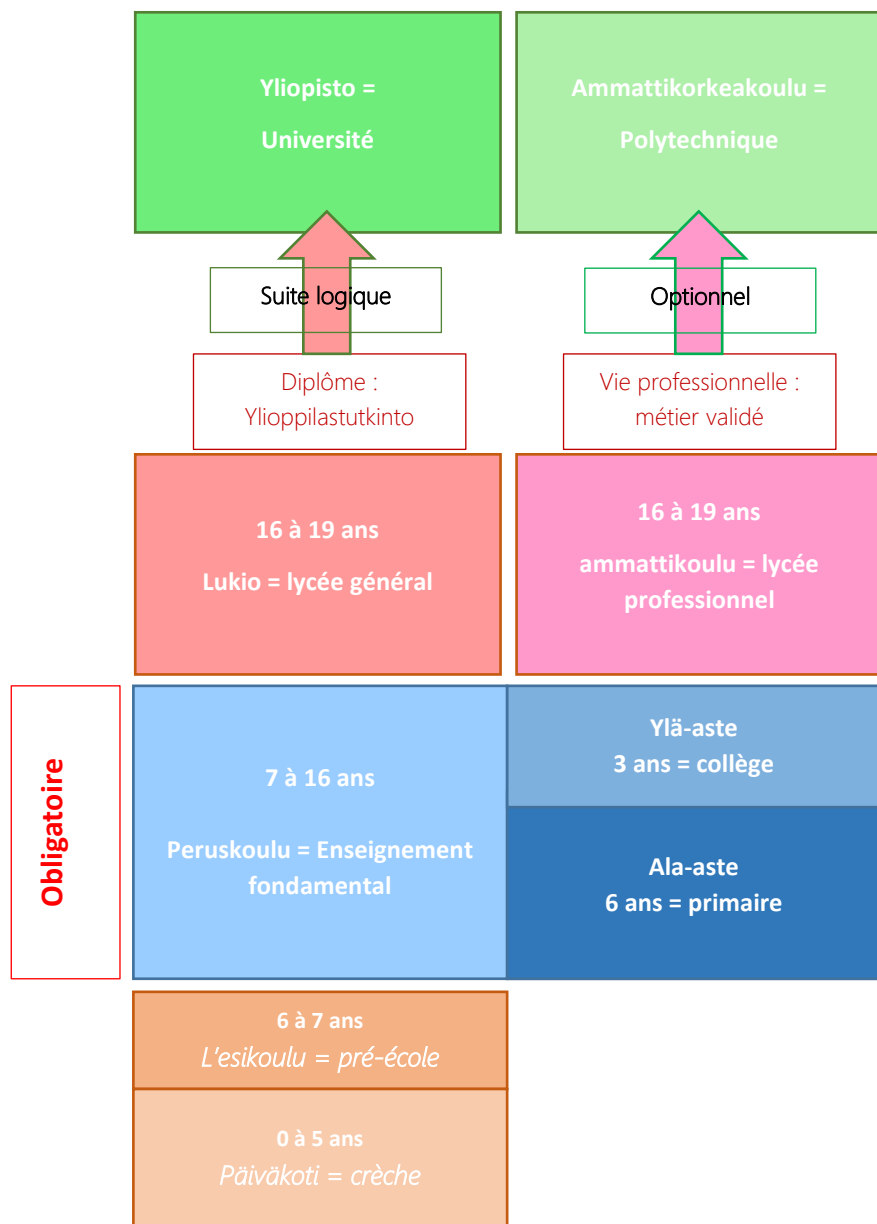 Yliopisto =
Université
Ammattikorkeakoulu =
Polytechnique
Suite logique
Optionnel
Diplôme :
Ylioppilastutkinto
Vie professionnelle :
métier validé
16 à 19 ans
Lukio = lycée général
16 à 19 ans
ammattikoulu = lycée
professionnel
Obligatoire
7 à 16 ans
Peruskoulu = Enseignement
fondamental
Ylä-aste
3 ans = collège
Ala-aste
6 ans = primaire
6 à 7 ans
L'esikoulu = pré-école
0 à 5 ans
Päiväkoti = crèche